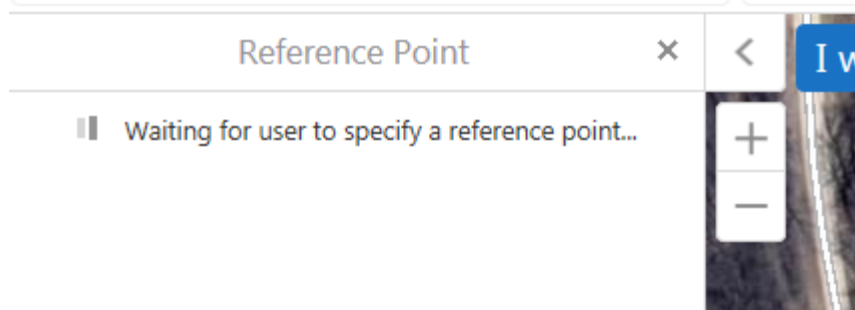 Reference Point
I
Waiting for user to specify a reference point...